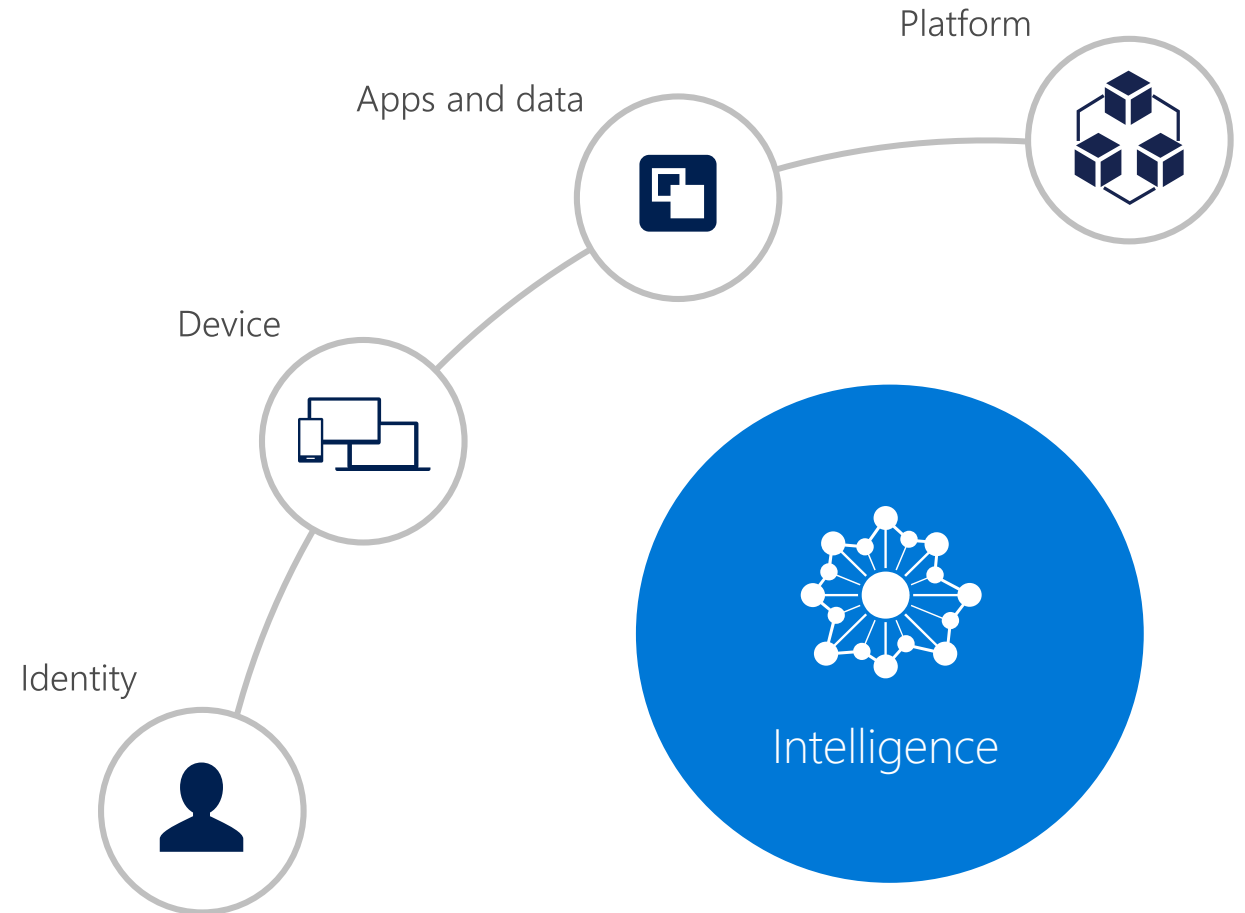 Platform
Apps and data
Device
Identity
Intelligence